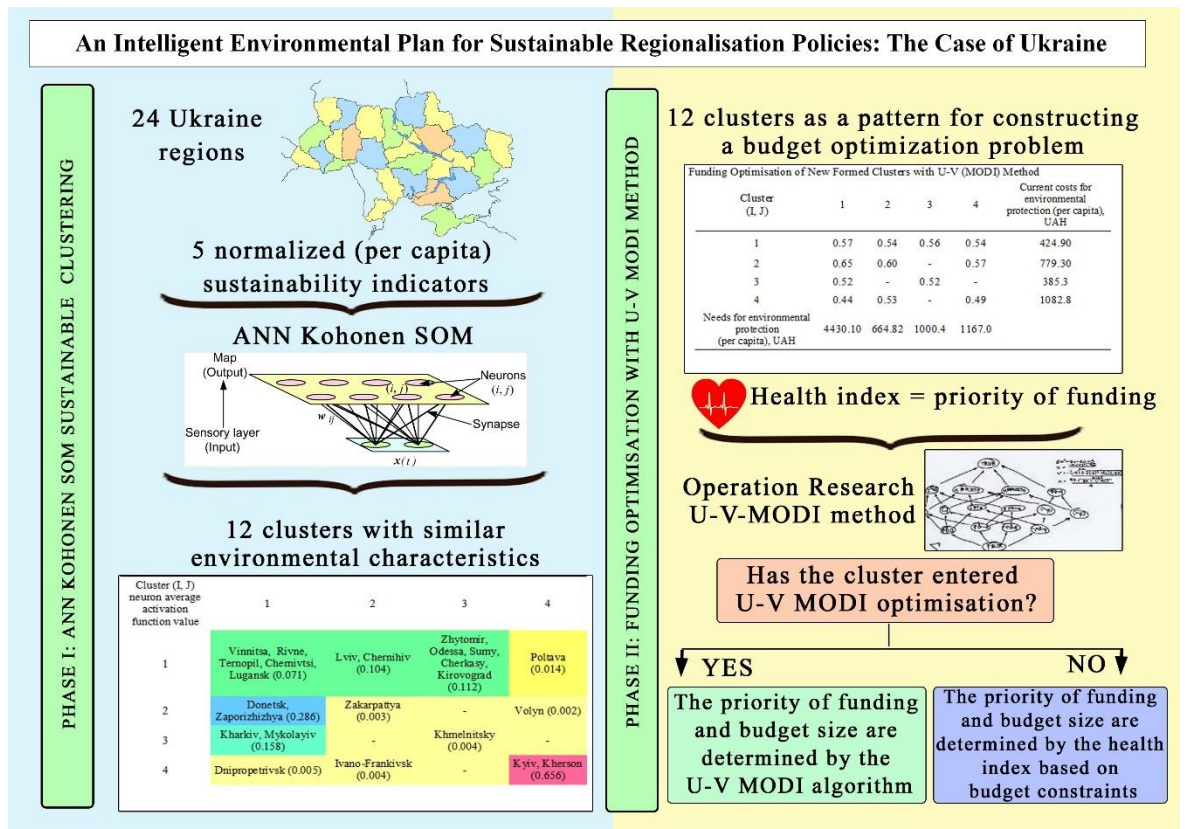 An Intelligent Environmental Plan for Sustainable Regionalisation Policies: The Case of Ukraine
PHASE I: ANN KOHONEN SOM SUSTAINABLE CLUSTERING
24 Ukraine
regions
5 normalized (per capita)
sustainability indicators
ANN Kohonen SOM
Map
(Output)
Sensory layer
(Input)
Neurons
(i, j)
(i, j)
w ij
Synapse
x(t)
12 clusters with similar
environmental characteristics
Cluster (I, J)
neuron average
activation
function value
1 2 3 4
1
Vinnitsa, Rivne,
Ternopil, Chernivtsi,
Lugansk (0.071)
Lviv, Chernihiv
(0.104)
Zhytomir,
Odessa, Sumy,
Cherkasy,
Kirovograd
(0.112)
Poltava
(0.014)
2
Donetsk,
Zaporizhizhya (0.286)
Zakarpattya
(0.003)
-
Volyn (0.002)
3
Kharkiv, Mykolayiv
(0.158)
-
Khmelnitsky
(0.004)
-
4
Dnipropetrivsk (0.005)
Ivano-Frankivsk
(0.004)
-
Kyiv, Kherson
(0.656)
PHASE II: FUNDING OPTIMISATION WITH U-V MODI METHOD
12 clusters as a pattern for constructing
a budget optimization problem
Funding Optimisation of New Formed Clusters with U-V (MODI) Method
Cluster
(I, J)
1 2 3 4
Current costs for
environmental
protection (per capita),
UAH
1 0.57 0.54 0.56 0.54 424.90
2 0.65 0.60 - 0.57 779.30
3 0.52 - 0.52 - 385.3
4 0.44 0.53 - 0.49 1082.8
Needs for environmental
protection
(per capita), UAH
4430.10 664.82 1000.4 1167.0
Health index = priority of funding
Operation Research
U-V-MODI method
Has the cluster entered
U-V MODI optimisation?
YES
NO
The priority of funding
and budget size are
determined by the
U-V MODI algorithm
The priority of funding
and budget size are
determined by the health
index based on
budget constraints